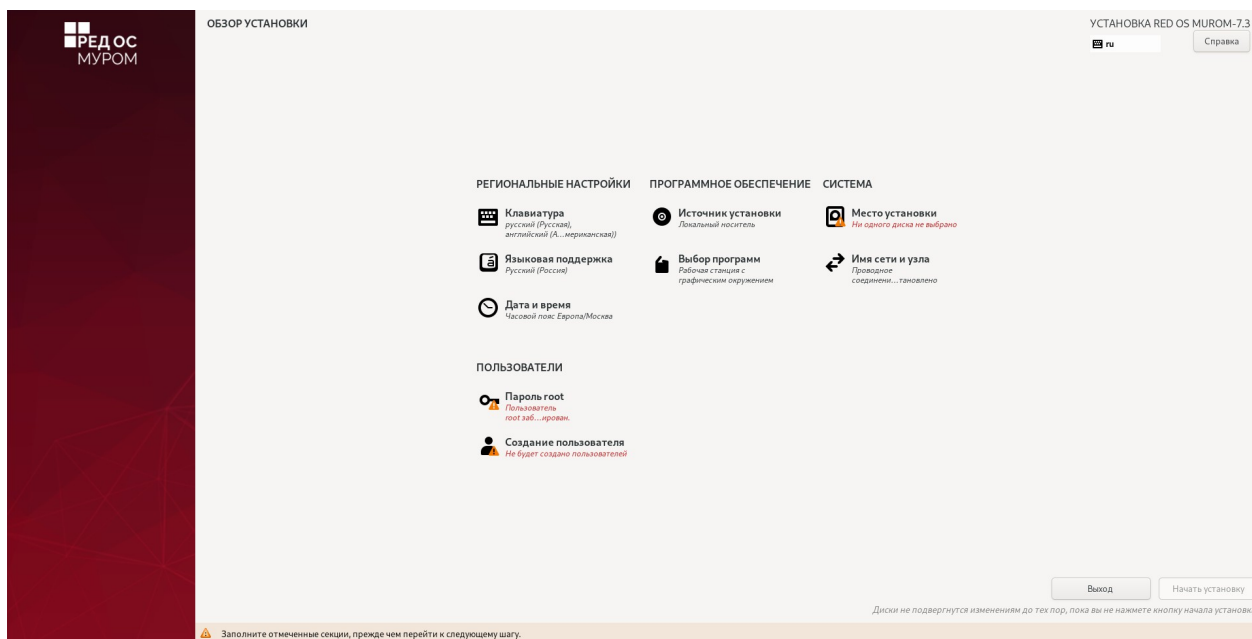 РЕД ОС
МУРОМ
ОБЗОР УСТАНОВКИ
УСТАНОВКА RED OS MUROM-7.3
ru
Справка
РЕГИОНАЛЬНЫЕ НАСТРОЙКИ
Клавиатура
русский (Русская),
английский (А...мериканская))
Языковая поддержка
Русский (Россия)
Дата и время
Часовой пояс Европа/Москва
ПРОГРАММНОЕ ОБЕСПЕЧЕНИЕ
Источник установки
Локальный носитель
Выбор программ
Рабочая станция с
графическим окружением
СИСТЕМА
Место установки
Ни одного диска не выбрано
Имя сети и узла
Проводное
соединени...тановлено
ПОЛЬЗОВАТЕЛИ
Пароль root
Пользователь
root заб...ирован.
Создание пользователя
Не будет создано пользователей
Выход
Начать установку
Диски не подвергнутся изменениям до тех пор, пока вы не нажмете кнопку начала установк
Заполните отмеченные секции, прежде чем перейти к следующему шагу.